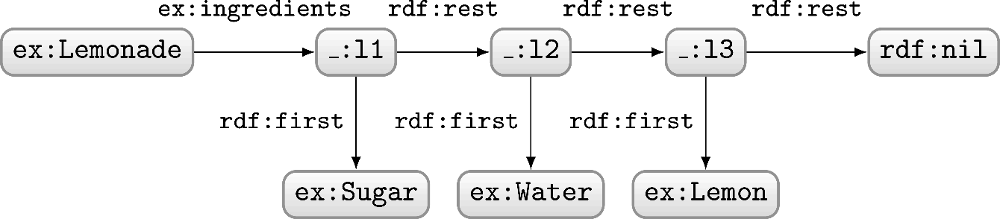 ex:ingredients rdf:rest rdf:rest rdf:rest
ex:Lemonade _:l1 _:l2 _:l3 rdf:nil
rdf:first rdf:first rdf:first
ex:Sugar ex:Water ex:Lemon